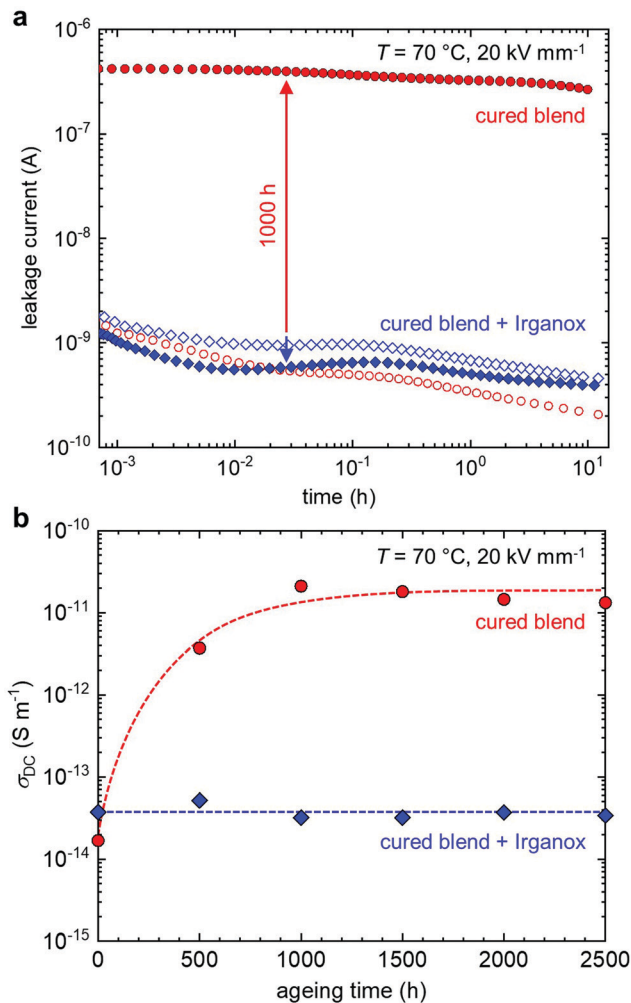 a
T = 70 °C, 20 kV mm⁻¹
cured blend
1000 h
cured blend + Irganox
leakage current (A)
10⁻⁶
10⁻⁷
10⁻⁸
10⁻⁹
10⁻¹⁰
10⁻³ 10⁻² 10⁻¹ 10⁰ 10¹
time (h)
b
T = 70 °C, 20 kV mm⁻¹
cured blend
cured blend + Irganox
σDC (S m⁻¹)
10⁻¹⁰
10⁻¹¹
10⁻¹²
10⁻¹³
10⁻¹⁴
10⁻¹⁵
0 500 1000 1500 2000 2500
ageing time (h)